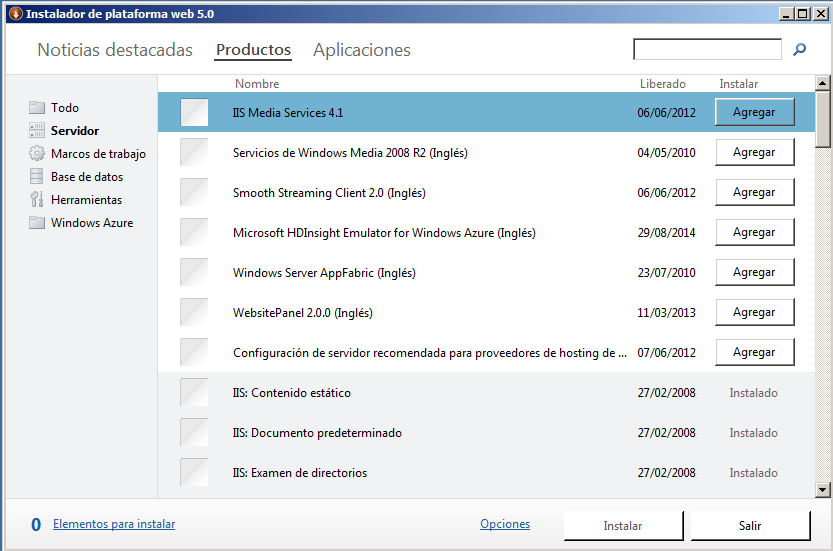 Instalador de plataforma web 5.0
Noticias destacadas Productos Aplicaciones
Nombre Liberado Instalar
Todo
Servidor
Marcos de trabajo
Base de datos
Herramientas
Windows Azure
IIS Media Services 4.1 06/06/2012 Agregar
Servicios de Windows Media 2008 R2 (Inglés) 04/05/2010 Agregar
Smooth Streaming Client 2.0 (Inglés) 06/06/2012 Agregar
Microsoft HDInsight Emulator for Windows Azure (Inglés) 29/08/2014 Agregar
Windows Server AppFabric (Inglés) 23/07/2010 Agregar
WebsitePanel 2.0.0 (Inglés) 11/03/2013 Agregar
Configuración de servidor recomendada para proveedores de hosting de ... 07/06/2012 Agregar
IIS: Contenido estático 27/02/2008 Instalado
IIS: Documento predeterminado 27/02/2008 Instalado
IIS: Examen de directorios 27/02/2008 Instalado
0 Elementos para instalar Opciones Instalar Salir